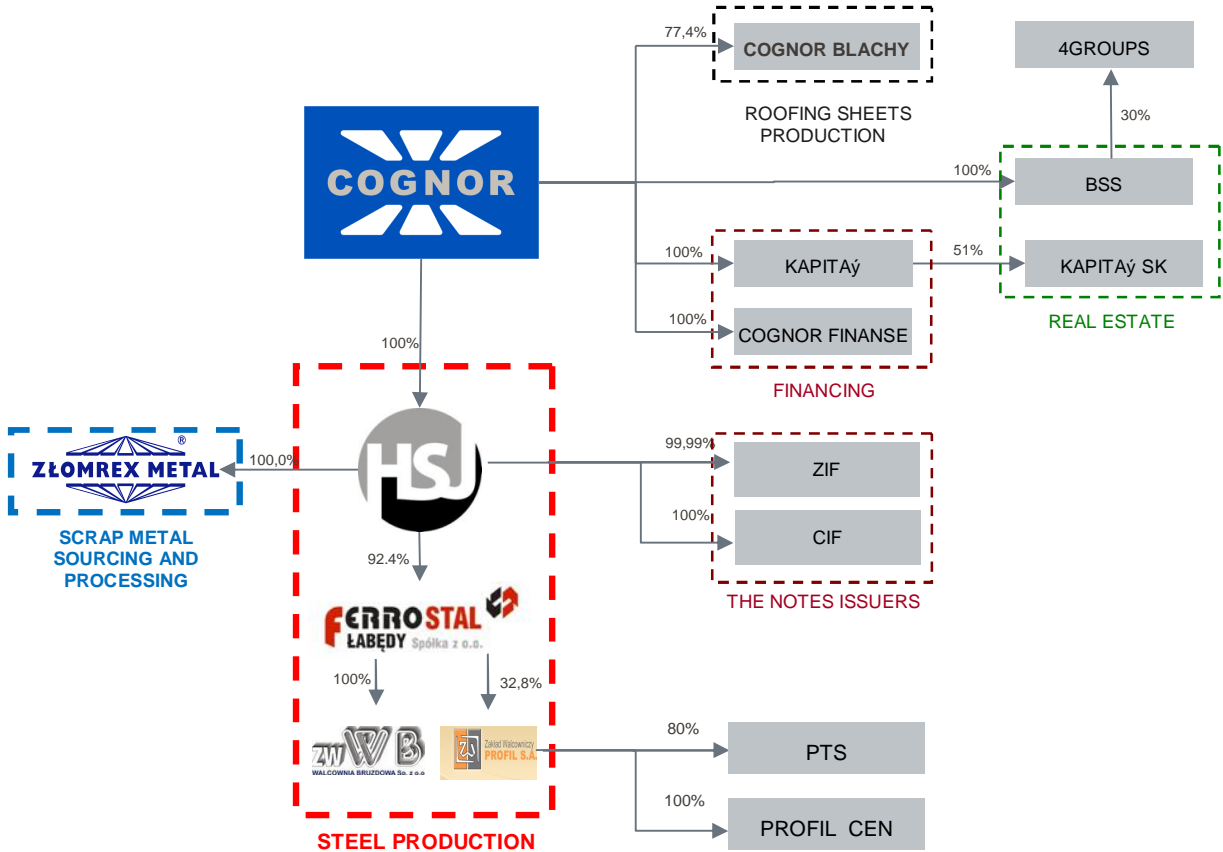 77,4%
COGNOR BLACHY
4GROUPS
ROOFING SHEETS
PRODUCTION
30%
COGNOR
100%
BSS
100%
KAPITAý
51%
KAPITAý SK
100%
COGNOR FINANSE
REAL ESTATE
100%
FINANCING
®
ZŁOMREX METAL
100,0%
HSJ
99,99%
ZIF
100%
CIF
SCRAP METAL
SOURCING AND
PROCESSING
92.4%
THE NOTES ISSUERS
FERROSTAL
ŁABĘDY Spółka z o.o.
100%
32,8%
ZW WB
WALCOWNIA BRUZDOWA Sp. z o.o
Zakład Walcowniczy
PROFIL S.A.
80%
PTS
100%
PROFIL CEN
STEEL PRODUCTION